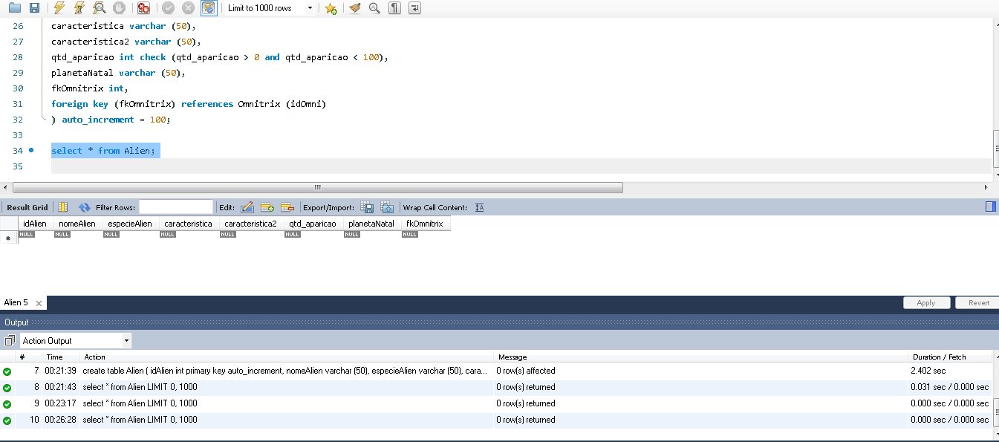 Limit to 1000 rows
26 caracteristica varchar (50),
27 caracteristica2 varchar (50),
28 qtd_aparicao int check (qtd_aparicao > 0 and qtd_aparicao < 100),
29 planetaNatal varchar (50),
30 fkOmnitrix int,
31 foreign key (fkOmnitrix) references Omnitrix (idOmni)
32 ) auto_increment = 100;
33
34 select * from Alien;
35
Result Grid Filter Rows: Edit: Export/Import: Wrap Cell Content:
idAlien nomeAlien especieAlien caracteristica caracteristica2 qtd_aparicao planetaNatal fkOmnitrix
* NULL NULL NULL NULL NULL NULL NULL NULL
Alien 5 Apply Revert
Output
Action Output
# Time Action Message Duration / Fetch
7 00:21:39 create table Alien ( idAlien int primary key auto_increment, nomeAlien varchar (50), especieAlien varchar (50), cara... 0 row(s) affected 2.402 sec
8 00:21:43 select * from Alien LIMIT 0, 1000 0 row(s) returned 0.031 sec / 0.000 sec
9 00:23:17 select * from Alien LIMIT 0, 1000 0 row(s) returned 0.000 sec / 0.000 sec
10 00:26:28 select * from Alien LIMIT 0, 1000 0 row(s) returned 0.000 sec / 0.000 sec